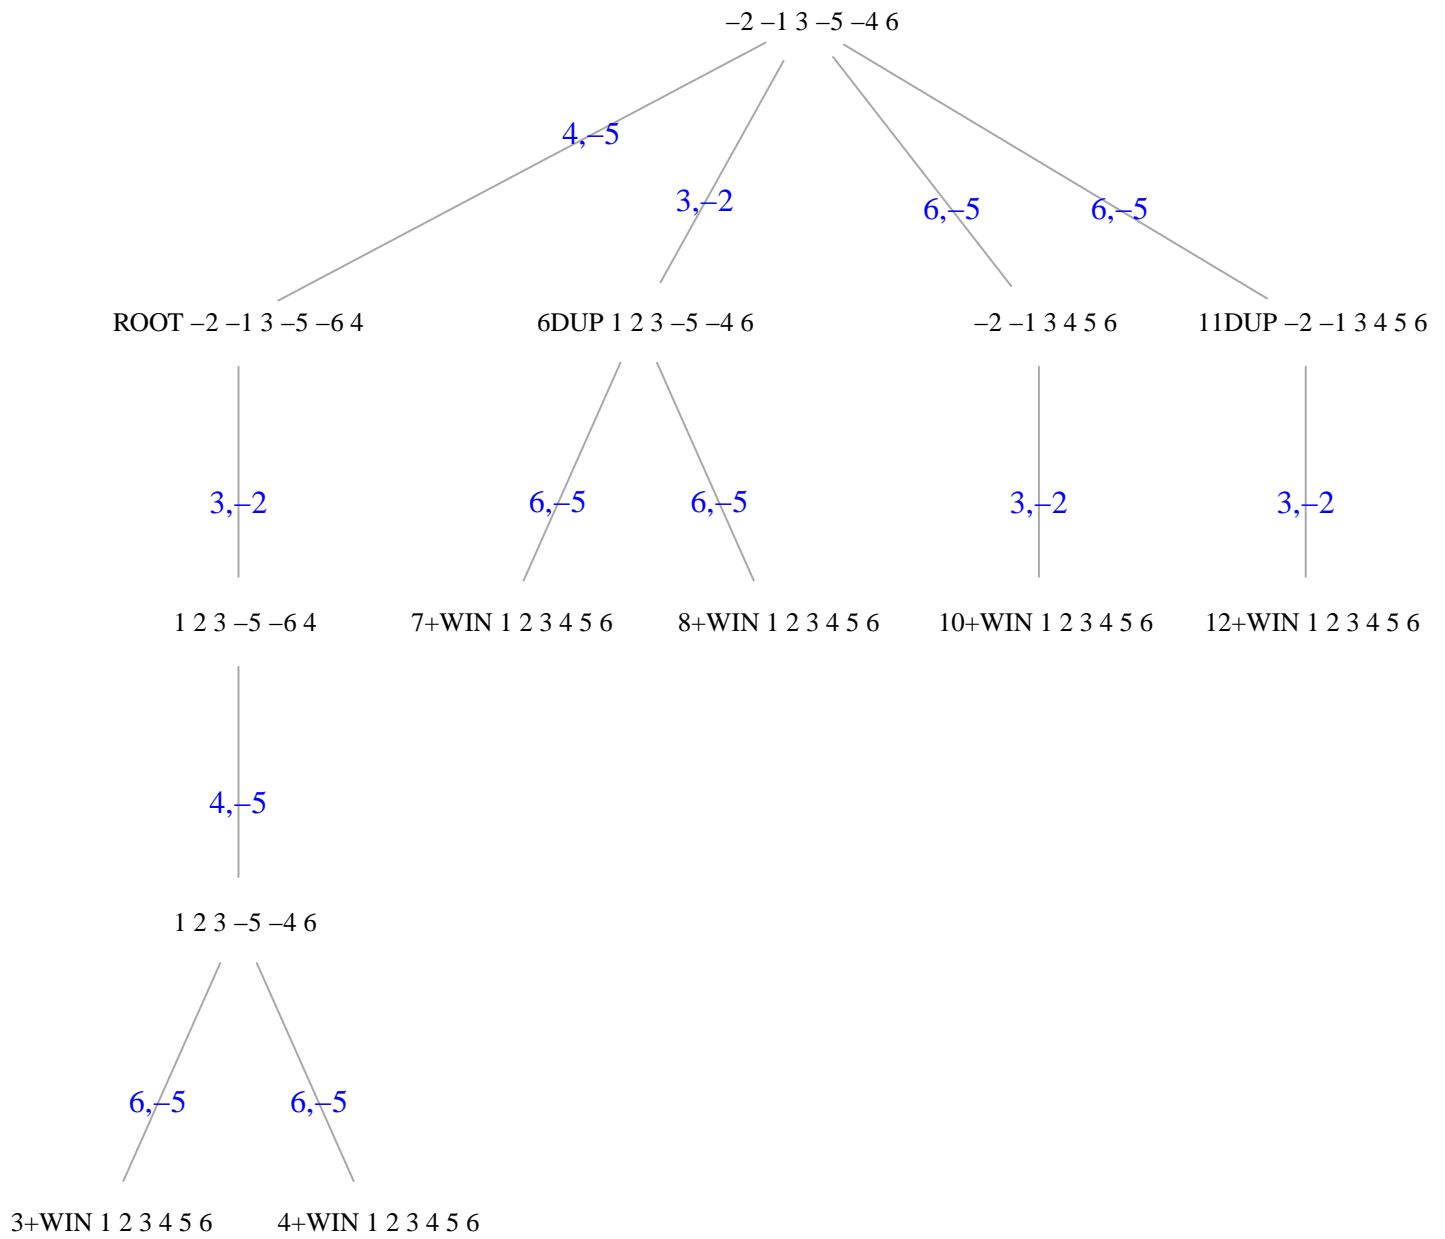 –2 –1 3 –5 –4 6
4,–5
3,–2
6,–5
6,–5
ROOT –2 –1 3 –5 –6 4
6DUP 1 2 3 –5 –4 6
–2 –1 3 4 5 6
11DUP –2 –1 3 4 5 6
3,–2
6,–5
6,–5
3,–2
3,–2
1 2 3 –5 –6 4
7+WIN 1 2 3 4 5 6
8+WIN 1 2 3 4 5 6
10+WIN 1 2 3 4 5 6
12+WIN 1 2 3 4 5 6
4,–5
1 2 3 –5 –4 6
6,–5
6,–5
3+WIN 1 2 3 4 5 6
4+WIN 1 2 3 4 5 6